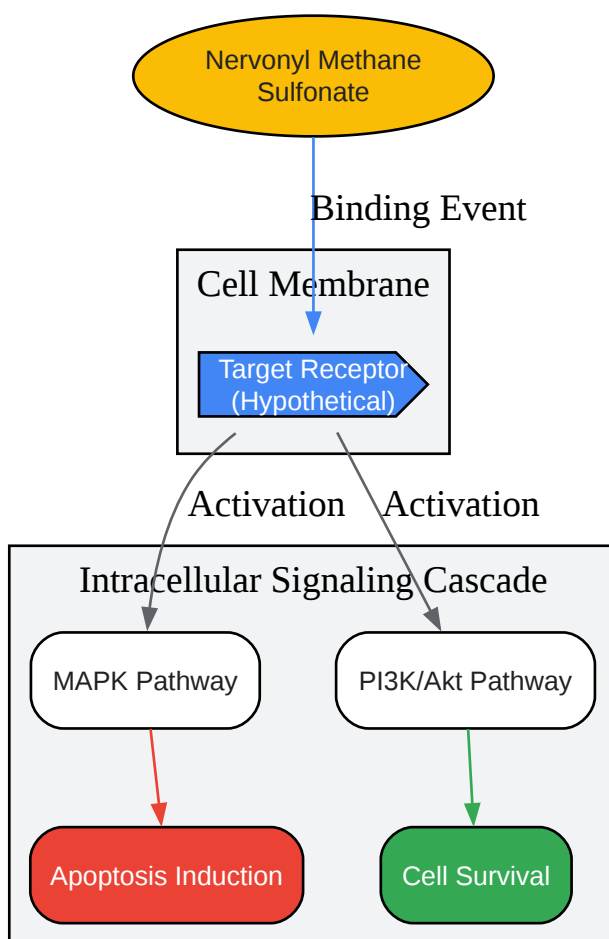 Nervonyl Methane
Sulfonate
Binding Event
Cell Membrane
Target Receptor
(Hypothetical)
Activation
Activation
Intracellular Signaling Cascade
MAPK Pathway
PI3K/Akt Pathway
Apoptosis Induction
Cell Survival